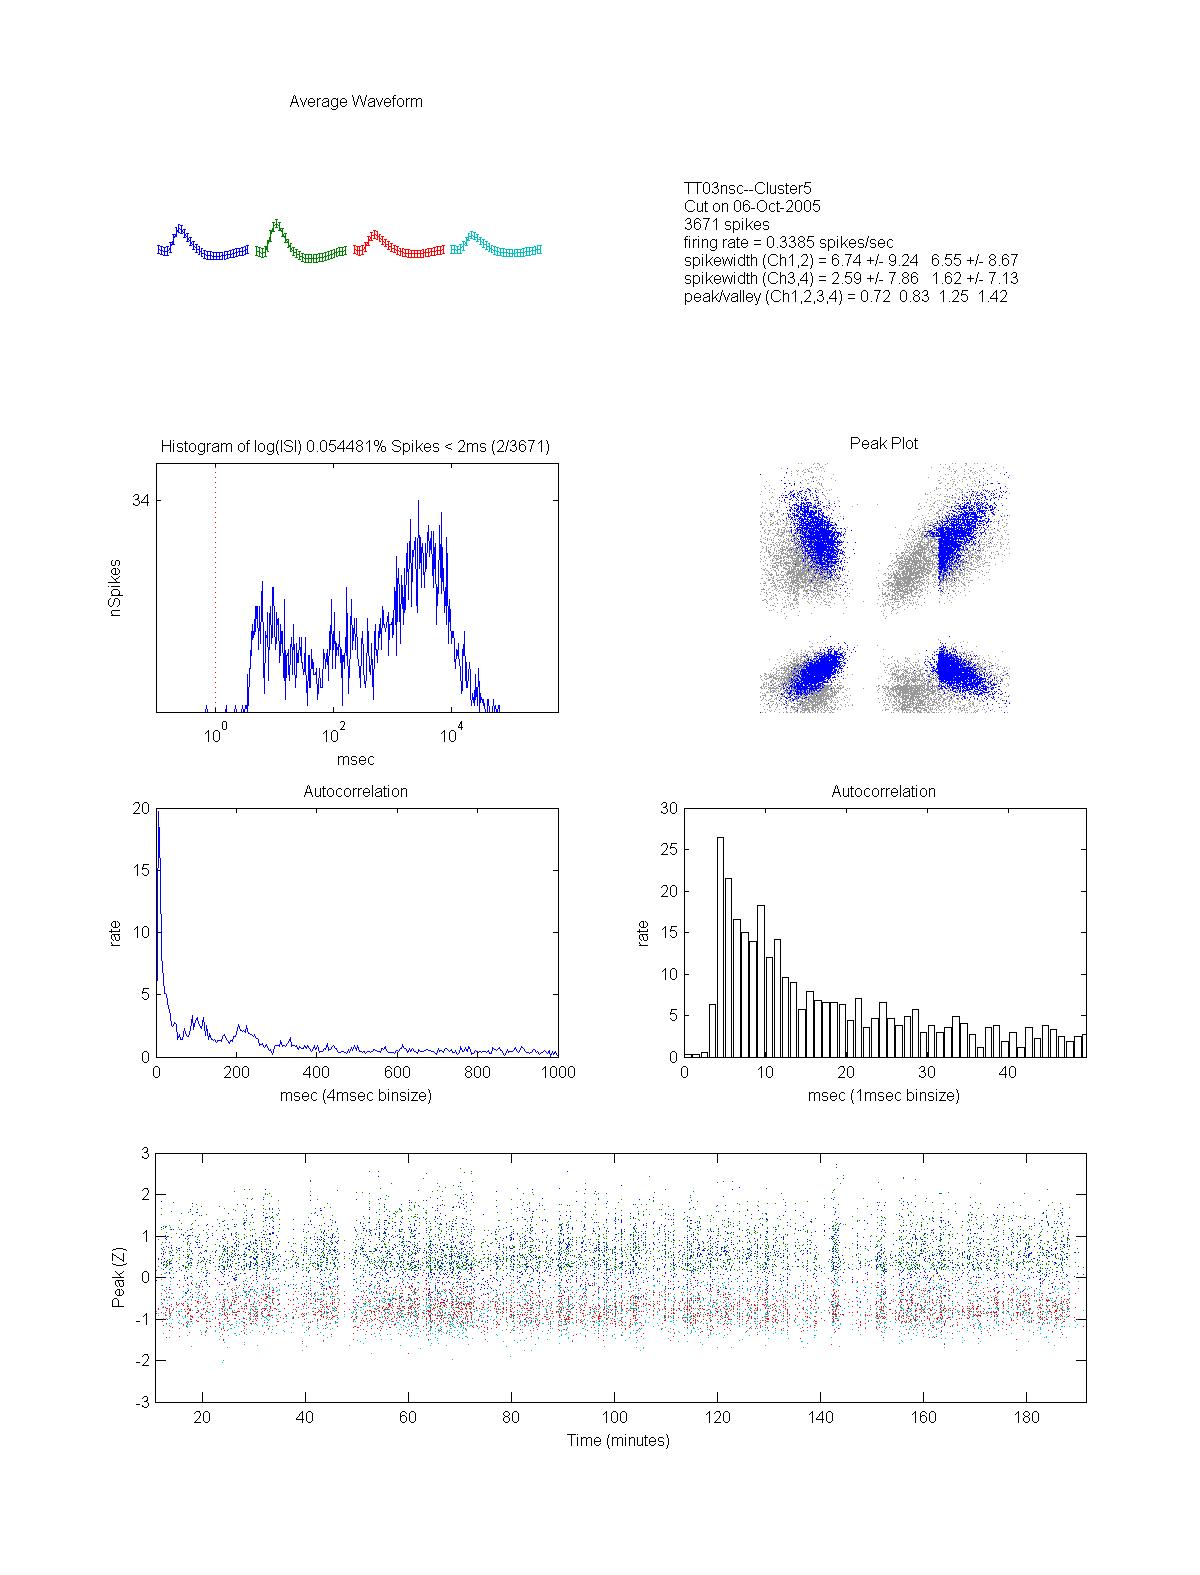 Average Waveform
TT03nsc--Cluster5
Cut on 06-Oct-2005
3671 spikes
firing rate = 0.3385 spikes/sec
spikewidth (Ch1,2) = 6.74 +/- 9.24   6.55 +/- 8.67
spikewidth (Ch3,4) = 2.59 +/- 7.86   1.62 +/- 7.13
peak/valley (Ch1,2,3,4) = 0.72  0.83  1.25  1.42
Histogram of log(ISI) 0.054481% Spikes < 2ms (2/3671)
34
nSpikes
10^0 10^2 10^4
msec
Peak Plot
Autocorrelation
20
15
10
5
0
rate
0 200 400 600 800 1000
msec (4msec binsize)
Autocorrelation
30
25
20
15
10
5
0
rate
0 10 20 30 40
msec (1msec binsize)
3
2
1
0
-1
-2
-3
Peak (Z)
20 40 60 80 100 120 140 160 180
Time (minutes)